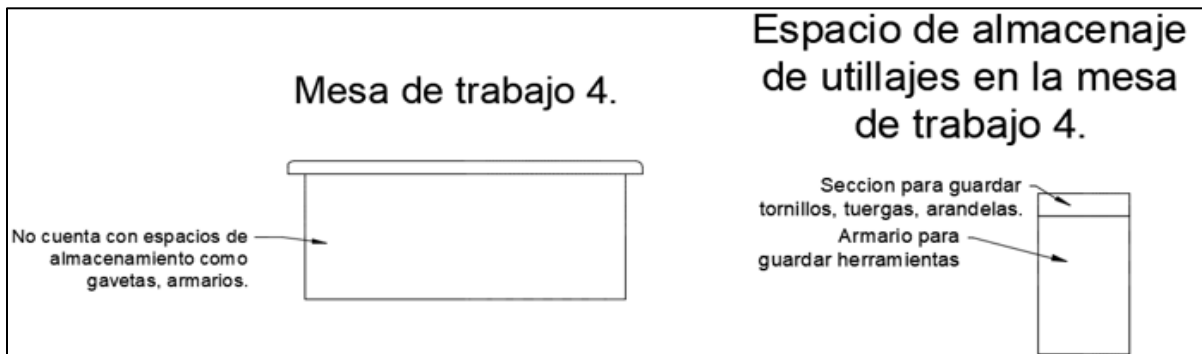 Mesa de trabajo 4.
No cuenta con espacios de
almacenamiento como
gavetas, armarios.
Espacio de almacenaje
de utillajes en la mesa
de trabajo 4.
Seccion para guardar
tornillos, tuergas, arandelas.
Armario para
guardar herramientas